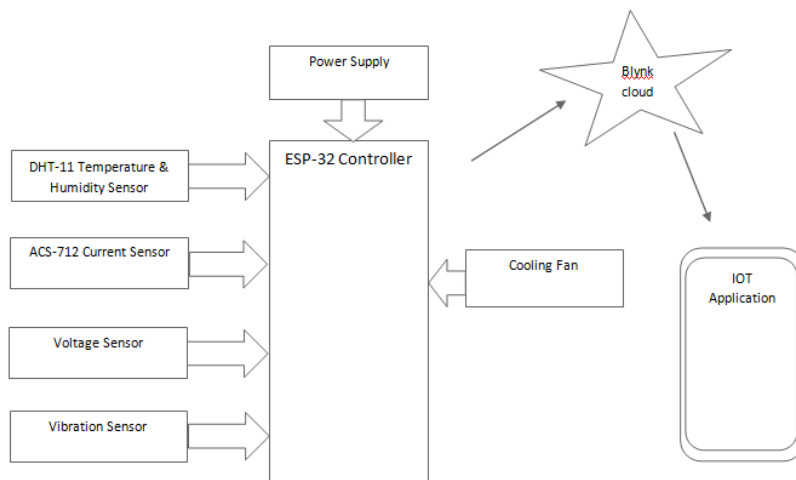 Power Supply
Blynk
cloud
ESP-32 Controller
DHT-11 Temperature &
Humidity Sensor
ACS-712 Current Sensor
Cooling Fan
IOT
Application
Voltage Sensor
Vibration Sensor